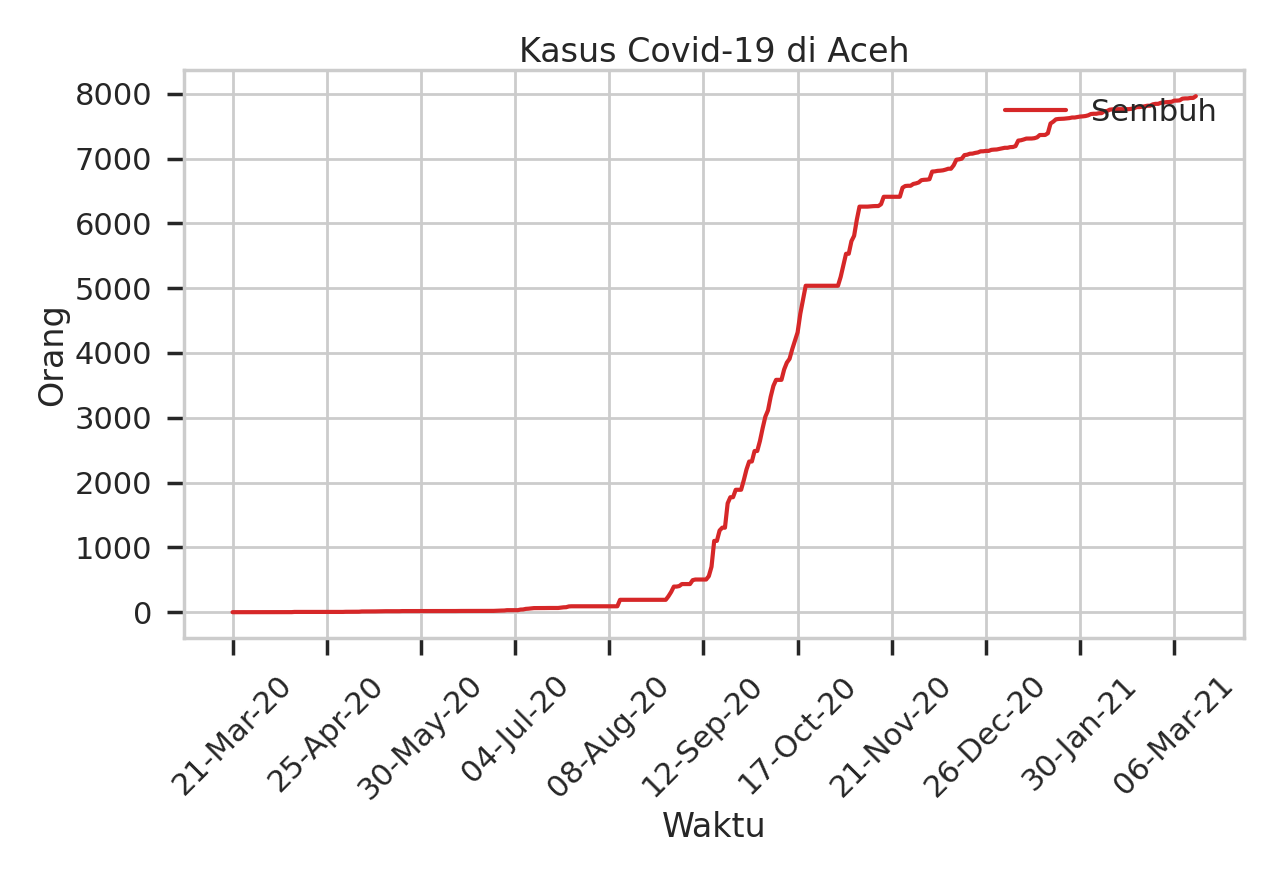 Kasus Covid-19 di Aceh
Sembuh
8000
7000
6000
5000
4000
3000
2000
1000
0
Orang
21-Mar-20
25-Apr-20
30-May-20
04-Jul-20
08-Aug-20
12-Sep-20
17-Oct-20
21-Nov-20
26-Dec-20
30-Jan-21
06-Mar-21
Waktu